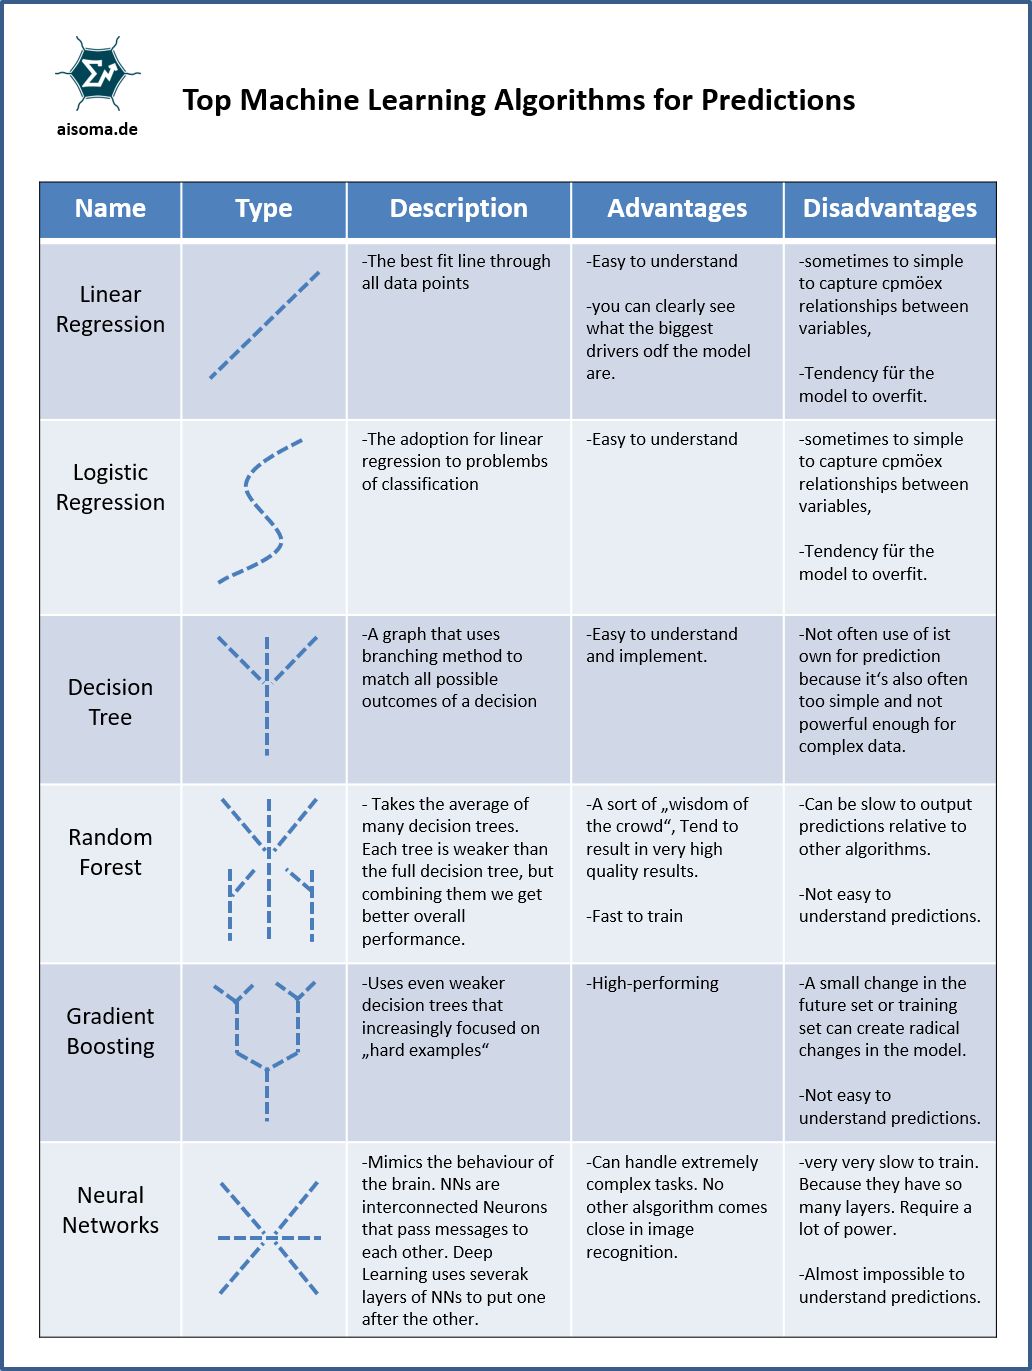 aisoma.de
Top Machine Learning Algorithms for Predictions
Name
Type
Description
Advantages
Disadvantages
Linear
Regression
-The best fit line through
all data points
-Easy to understand
-you can clearly see
what the biggest
drivers odf the model
are.
-sometimes to simple
to capture cpmöex
relationships between
variables,
-Tendency für the
model to overfit.
Logistic
Regression
-The adoption for linear
regression to problembs
of classification
-Easy to understand
-sometimes to simple
to capture cpmöex
relationships between
variables,
-Tendency für the
model to overfit.
Decision
Tree
-A graph that uses
branching method to
match all possible
outcomes of a decision
-Easy to understand
and implement.
-Not often use of ist
own for prediction
because it‘s also often
too simple and not
powerful enough for
complex data.
Random
Forest
- Takes the average of
many decision trees.
Each tree is weaker than
the full decision tree, but
combining them we get
better overall
performance.
-A sort of „wisdom of
the crowd“, Tend to
result in very high
quality results.
-Fast to train
-Can be slow to output
predictions relative to
other algorithms.
-Not easy to
understand predictions.
Gradient
Boosting
-Uses even weaker
decision trees that
increasingly focused on
„hard examples“
-High-performing
-A small change in the
future set or training
set can create radical
changes in the model.
-Not easy to
understand predictions.
Neural
Networks
-Mimics the behaviour of
the brain. NNs are
interconnected Neurons
that pass messages to
each other. Deep
Learning uses severak
layers of NNs to put one
after the other.
-Can handle extremely
complex tasks. No
other alsgorithm comes
close in image
recognition.
-very very slow to train.
Because they have so
many layers. Require a
lot of power.
-Almost impossible to
understand predictions.